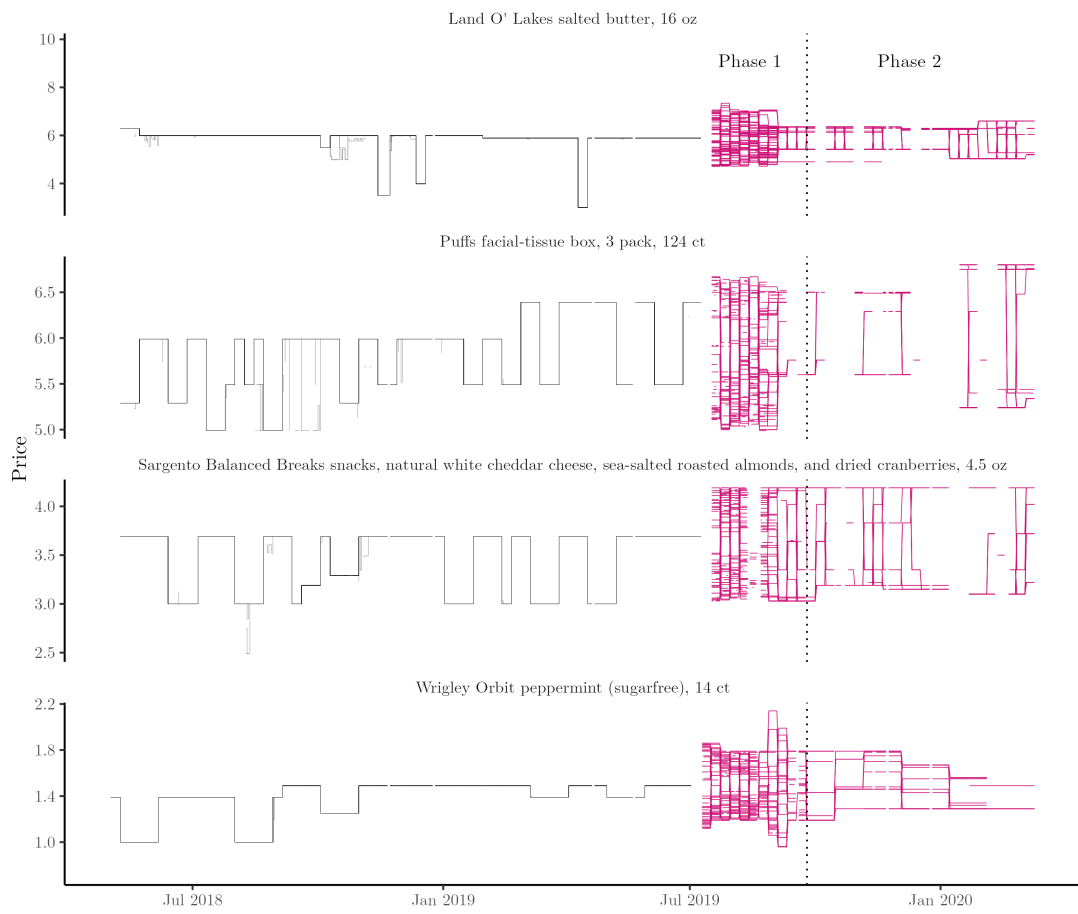 Land O' Lakes salted butter, 16 oz
10
8
6
4
Phase 1
Phase 2
Puffs facial-tissue box, 3 pack, 124 ct
6.5
6.0
5.5
5.0
Price
Sargento Balanced Breaks snacks, natural white cheddar cheese, sea-salted roasted almonds, and dried cranberries, 4.5 oz
4.0
3.5
3.0
2.5
Wrigley Orbit peppermint (sugarfree), 14 ct
2.2
1.8
1.4
1.0
Jul 2018
Jan 2019
Jul 2019
Jan 2020